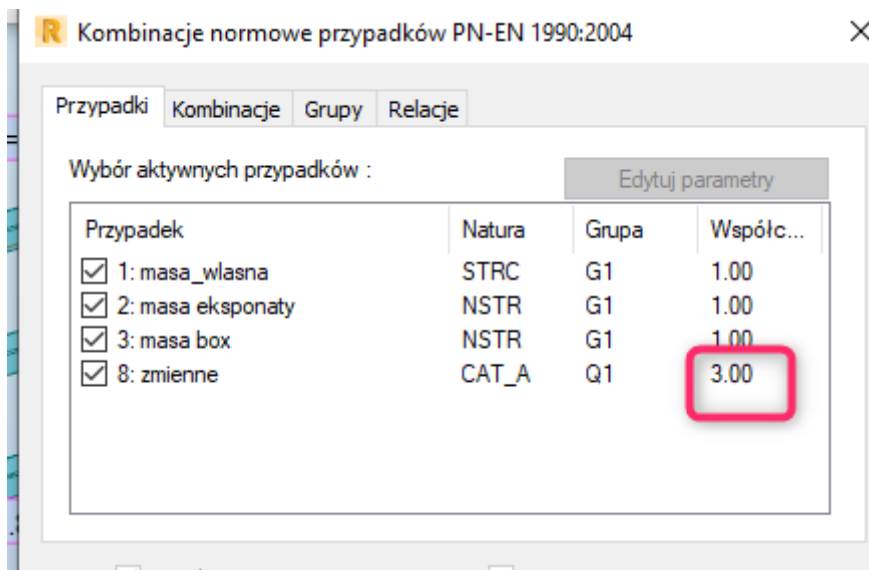 Kombinacje normowe przypadków PN-EN 1990:2004
Przypadki Kombinacje Grupy Relacje
Wybór aktywnych przypadków :
Edytuj parametry
Przypadek Natura Grupa Współc...
1: masa_wlasna STRC G1 1.00
2: masa eksponaty NSTR G1 1.00
3: masa box NSTR G1 1.00
8: zmienne CAT_A Q1 3.00